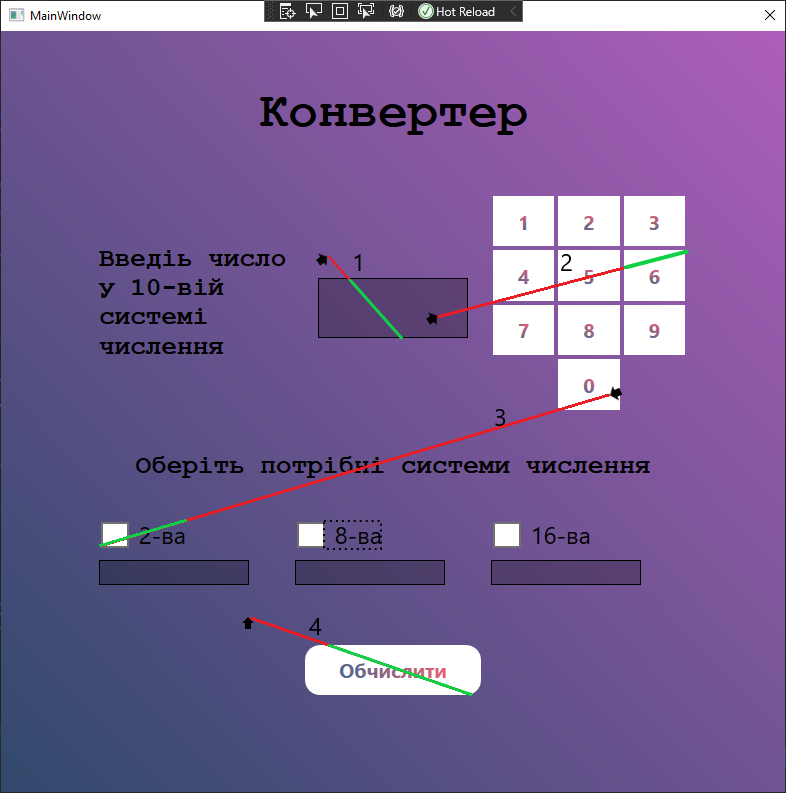 MainWindow
Hot Reload
Конвертер
1 2 3
Введіь число
у 10-вій
системі
числення
1
2
4 5 6
7 8 9
0
3
Оберіть потрібні системи числення
2-ва 8-ва 16-ва
4
Обчислити